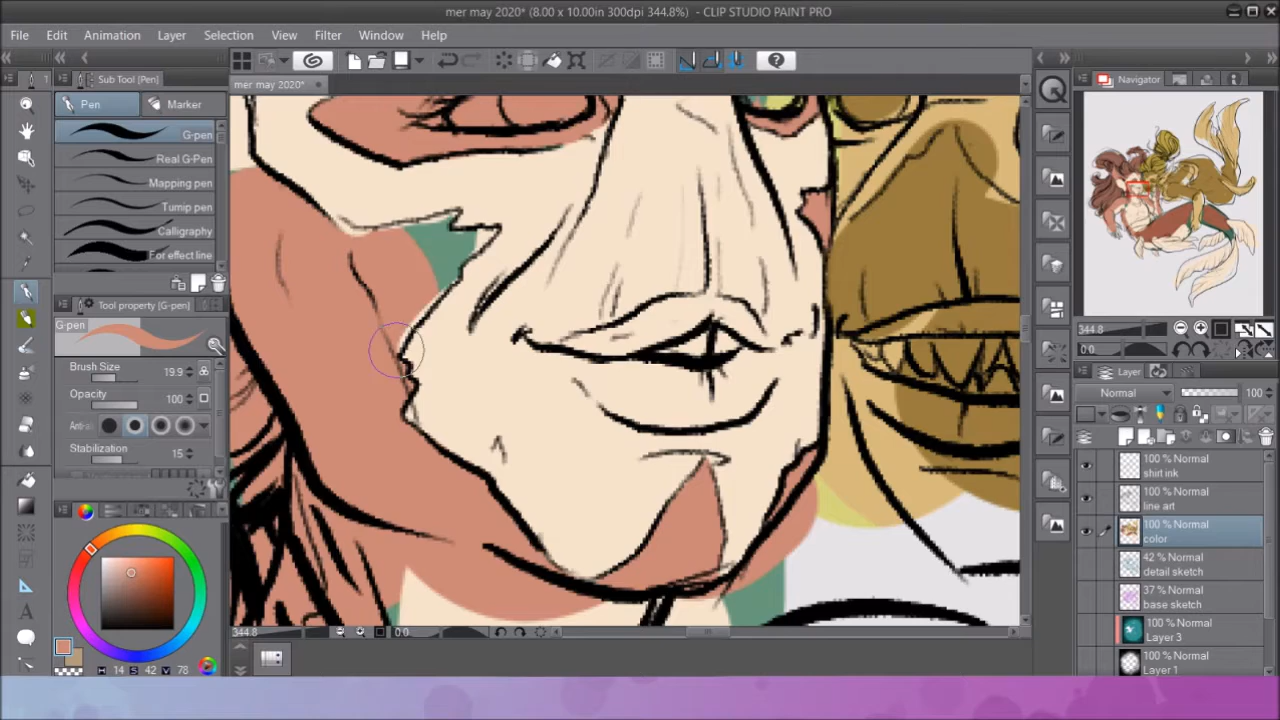 mer may 2020* (8.00 x 10.00in 300dpi 344.8%) - CLIP STUDIO PAINT PRO
File Edit Animation Layer Selection View Filter Window Help
Sub Tool [Pen]
mer may 2020*
Navigator
Pen Marker
G-pen
Real G-Pen
Mapping pen
Turnip pen
Calligraphy
For effect line
Tool property [G-pen]
G-pen
Brush Size 19.9
Opacity 100
Anti-al
Stabilization 15
344.8
0.0
Layer
Normal 100
100 % Normal
shirt ink
100 % Normal
line art
100 % Normal
color
42 % Normal
detail sketch
37 % Normal
base sketch
100 % Normal
Layer 3
100 % Normal
Layer 1
344.8 0.0
H 14 S 42 V 78